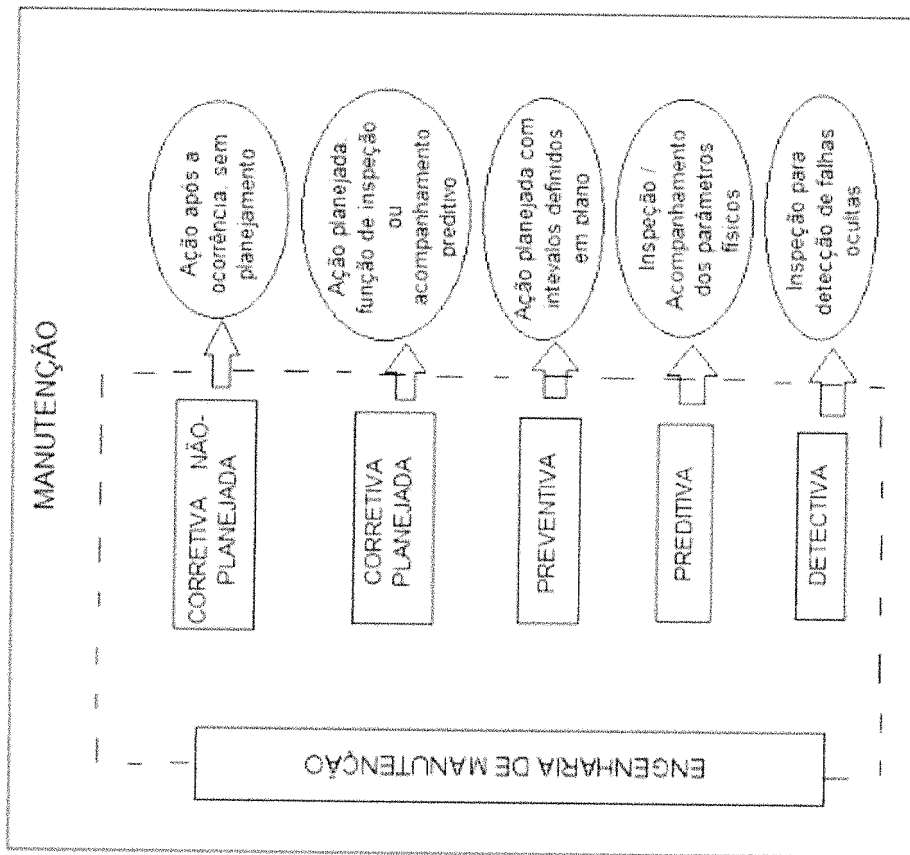 MANUTENÇÃO
CORRETIVA NÃO-
PLANEJADA
Ação após a
ocorrência, sem
planejamento
CORRETIVA
PLANEJADA
Ação planejada,
função de inspeção
ou
acompanhamento
preditivo
PREVENTIVA
Ação planejada com
intevalos definidos
em plano
PREDITIVA
Inspeção /
Acompanhamento
dos parâmetros
físicos
DETECTIVA
Inspeção para
detecção de falhas
ocultas
ENGENHARIA DE MANUTENÇÃO